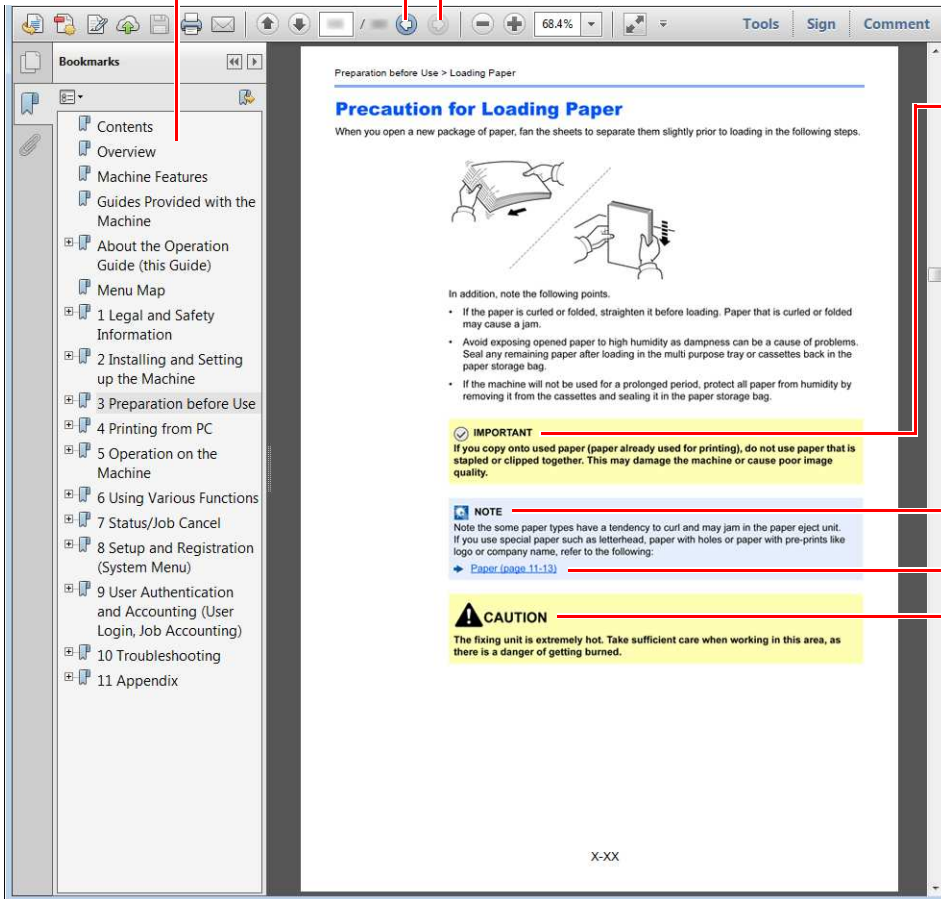 /
68.4%
Tools
Sign
Comment
Bookmarks
Contents
Overview
Machine Features
Guides Provided with the
Machine
About the Operation
Guide (this Guide)
Menu Map
1 Legal and Safety
Information
2 Installing and Setting
up the Machine
3 Preparation before Use
4 Printing from PC
5 Operation on the
Machine
6 Using Various Functions
7 Status/Job Cancel
8 Setup and Registration
(System Menu)
9 User Authentication
and Accounting (User
Login, Job Accounting)
10 Troubleshooting
11 Appendix
Preparation before Use > Loading Paper
Precaution for Loading Paper
When you open a new package of paper, fan the sheets to separate them slightly prior to loading in the following steps.
In addition, note the following points.
• If the paper is curled or folded, straighten it before loading. Paper that is curled or folded
may cause a jam.
• Avoid exposing opened paper to high humidity as dampness can be a cause of problems.
Seal any remaining paper after loading in the multi purpose tray or cassettes back in the
paper storage bag.
• If the machine will not be used for a prolonged period, protect all paper from humidity by
removing it from the cassettes and sealing it in the paper storage bag.
IMPORTANT
If you copy onto used paper (paper already used for printing), do not use paper that is
stapled or clipped together. This may damage the machine or cause poor image
quality.
NOTE
Note the some paper types have a tendency to curl and may jam in the paper eject unit.
If you use special paper such as letterhead, paper with holes or paper with pre-prints like
logo or company name, refer to the following:
Paper (page 11-13)
CAUTION
The fixing unit is extremely hot. Take sufficient care when working in this area, as
there is a danger of getting burned.
X-XX